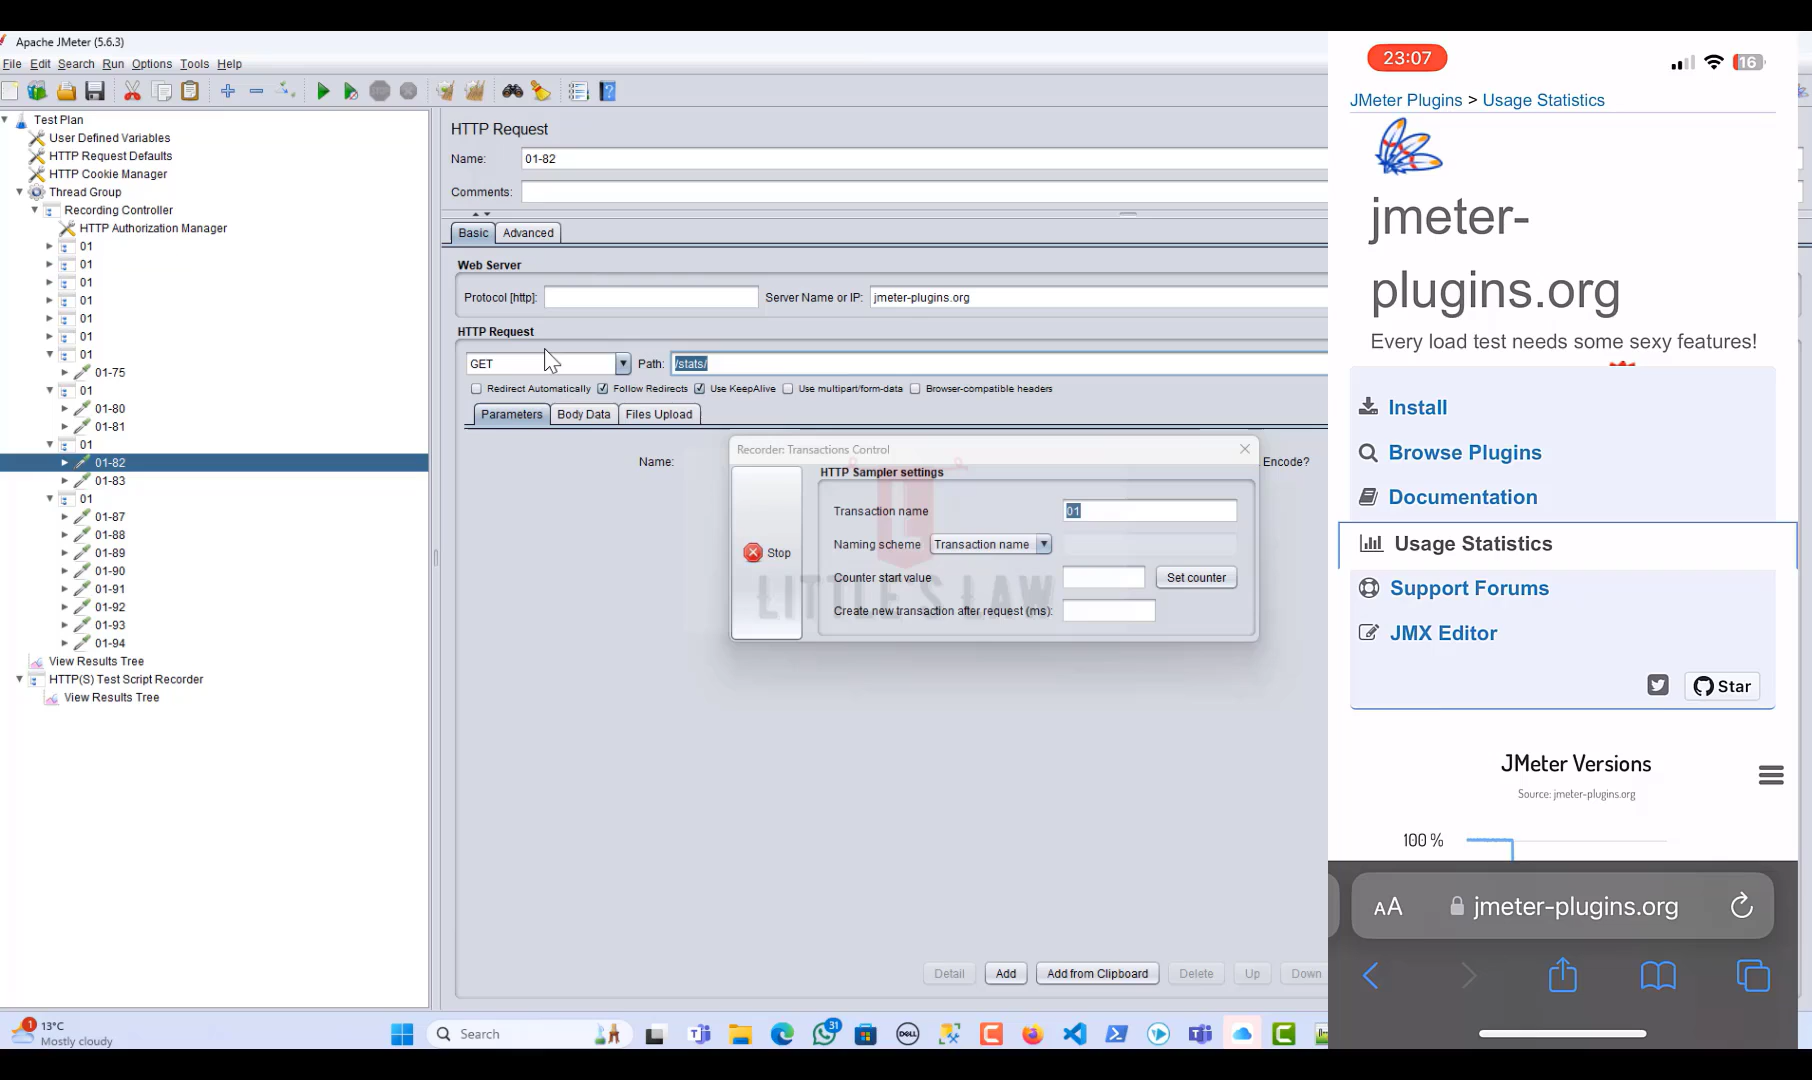 Apache JMeter (5.6.3)
File Edit Search Run Options Tools Help
Test Plan
User Defined Variables
HTTP Request Defaults
HTTP Cookie Manager
Thread Group
Recording Controller
HTTP Authorization Manager
01
01
01
01
01
01
01
01-75
01
01-80
01-81
01
01-82
01-83
01
01-87
01-88
01-89
01-90
01-91
01-92
01-93
01-94
View Results Tree
HTTP(S) Test Script Recorder
View Results Tree
HTTP Request
Name: 01-82
Comments:
Basic Advanced
Web Server
Protocol [http]: Server Name or IP: jmeter-plugins.org
HTTP Request
GET Path: /stats/
Redirect Automatically Follow Redirects Use KeepAlive Use multipart/form-data Browser-compatible headers
Parameters Body Data Files Upload
Name: Encode?
Recorder: Transactions Control
HTTP Sampler settings
Transaction name 01
Naming scheme Transaction name
Stop
Counter start value Set counter
Create new transaction after request (ms):
LITTLE'S LAW
Detail Add Add from Clipboard Delete Up Down
23:07
16
JMeter Plugins > Usage Statistics
jmeter-
plugins.org
Every load test needs some sexy features!
Install
Browse Plugins
Documentation
Usage Statistics
Support Forums
JMX Editor
Star
JMeter Versions
Source: jmeter-plugins.org
100 %
AA jmeter-plugins.org
1
13°C
Mostly cloudy
Search
31
DELL